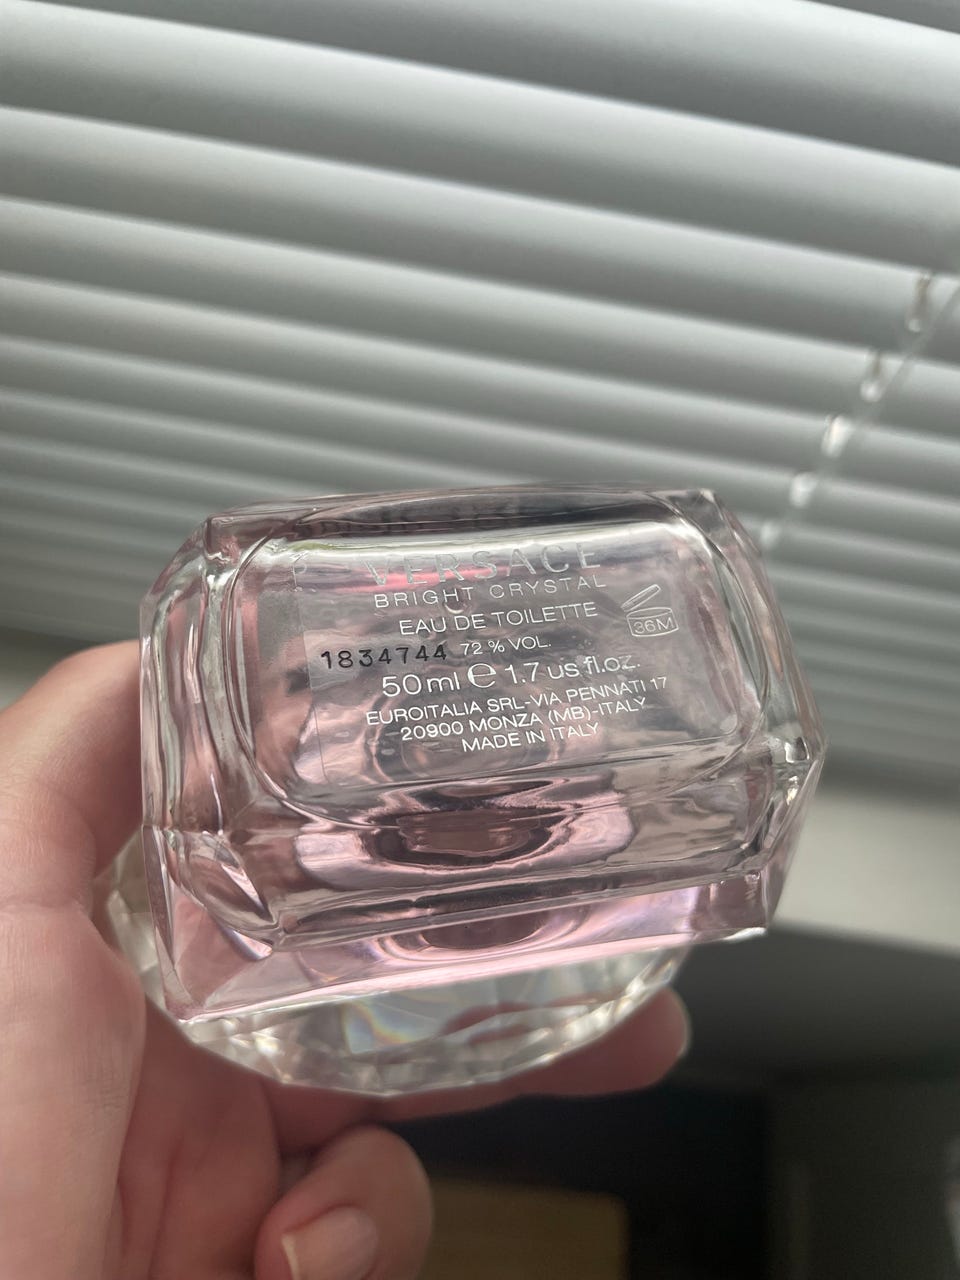 VERSACE
BRIGHT CRYSTAL
EAU DE TOILETTE
36M
1834744 72 % VOL.
50ml ℮ 1.7 us fl.oz.
EUROITALIA SRL-VIA PENNATI 17
20900 MONZA (MB)-ITALY
MADE IN ITALY